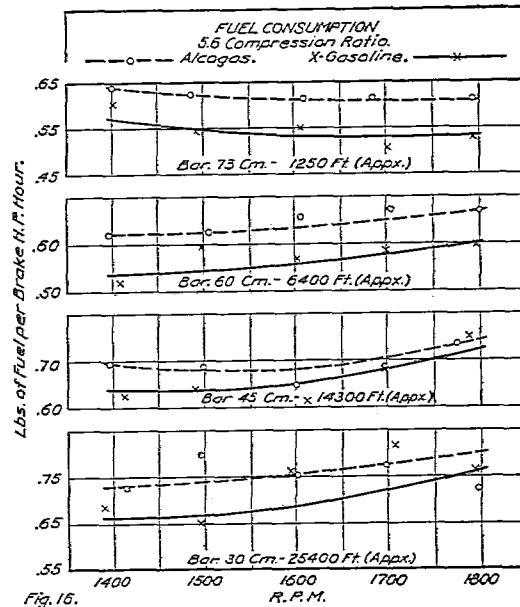 FUEL CONSUMPTION
5.6 Compression Ratio.
Alcogas. X-Gasoline.
Lbs. of Fuel per Brake H.P. Hour.
.65
.55
.45
Bar. 73 Cm.- 1250 Ft. (Appx.)
.60
.50
Bar. 60 Cm.- 6400 Ft. (Appx.)
.70
.60
Bar 45 Cm.- 14300 Ft. (Appx.)
.75
.65
.55
Bar. 30 Cm.- 25400 Ft. (Appx.)
1400 1500 1600 1700 1800
R.P.M.
Fig. 16.